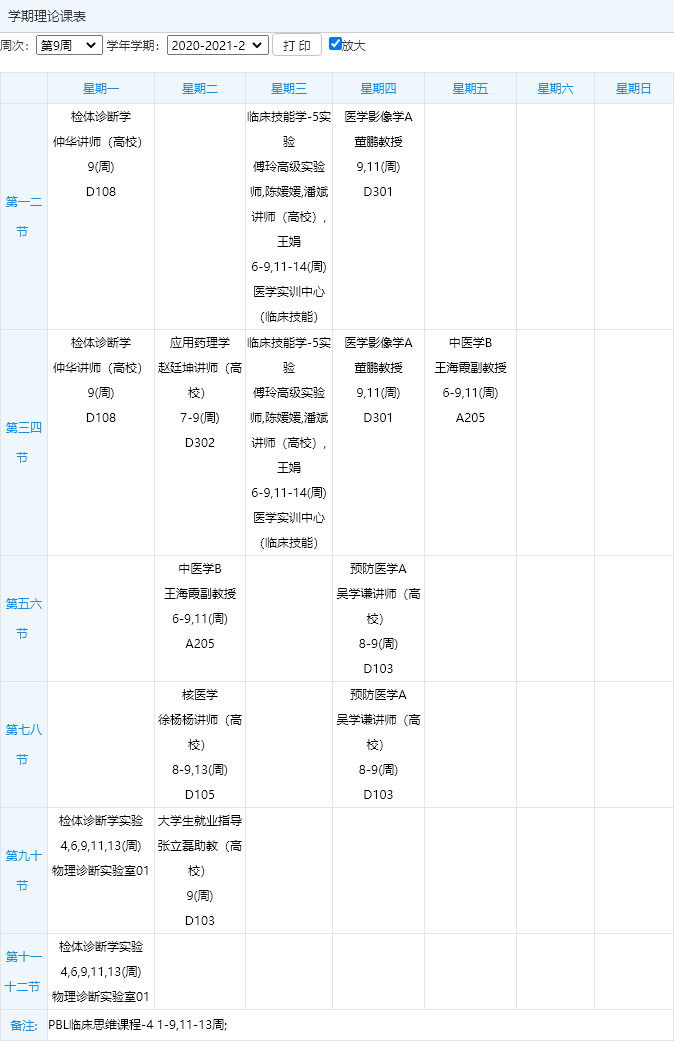 学期理论课表
周次: 第9周 学年学期: 2020-2021-2 打 印 放大
星期一 星期二 星期三 星期四 星期五 星期六 星期日
第一二
节
检体诊断学
仲华讲师（高校）
9(周)
D108
临床技能学-5实
验
傅玲高级实验
师,陈媛媛,潘斌
讲师（高校）,
王娟
6-9,11-14(周)
医学实训中心
（临床技能）
医学影像学A
董鹏教授
9,11(周)
D301
第三四
节
检体诊断学
仲华讲师（高校）
9(周)
D108
应用药理学
赵廷坤讲师（高
校）
7-9(周)
D302
临床技能学-5实
验
傅玲高级实验
师,陈媛媛,潘斌
讲师（高校）,
王娟
6-9,11-14(周)
医学实训中心
（临床技能）
医学影像学A
董鹏教授
9,11(周)
D301
中医学B
王海霞副教授
6-9,11(周)
A205
第五六
节
中医学B
王海霞副教授
6-9,11(周)
A205
预防医学A
吴学谦讲师（高
校）
8-9(周)
D103
第七八
节
核医学
徐杨杨讲师（高
校）
8-9,13(周)
D105
预防医学A
吴学谦讲师（高
校）
8-9(周)
D103
第九十
节
检体诊断学实验
4,6,9,11,13(周)
物理诊断实验室01
大学生就业指导
张立磊助教（高
校）
9(周)
D103
第十一
十二节
检体诊断学实验
4,6,9,11,13(周)
物理诊断实验室01
备注: PBL临床思维课程-4 1-9,11-13周;